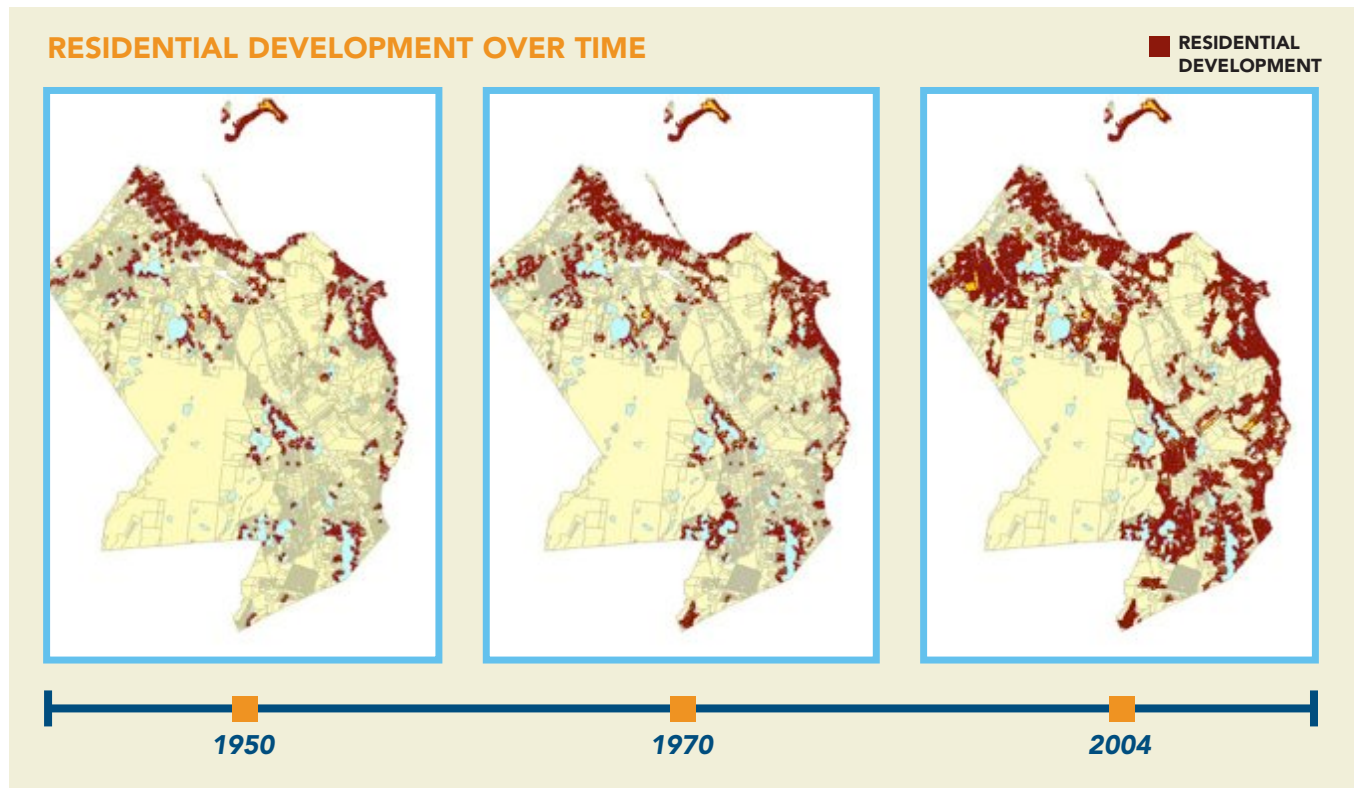 RESIDENTIAL DEVELOPMENT OVER TIME
RESIDENTIAL
DEVELOPMENT
1950
1970
2004